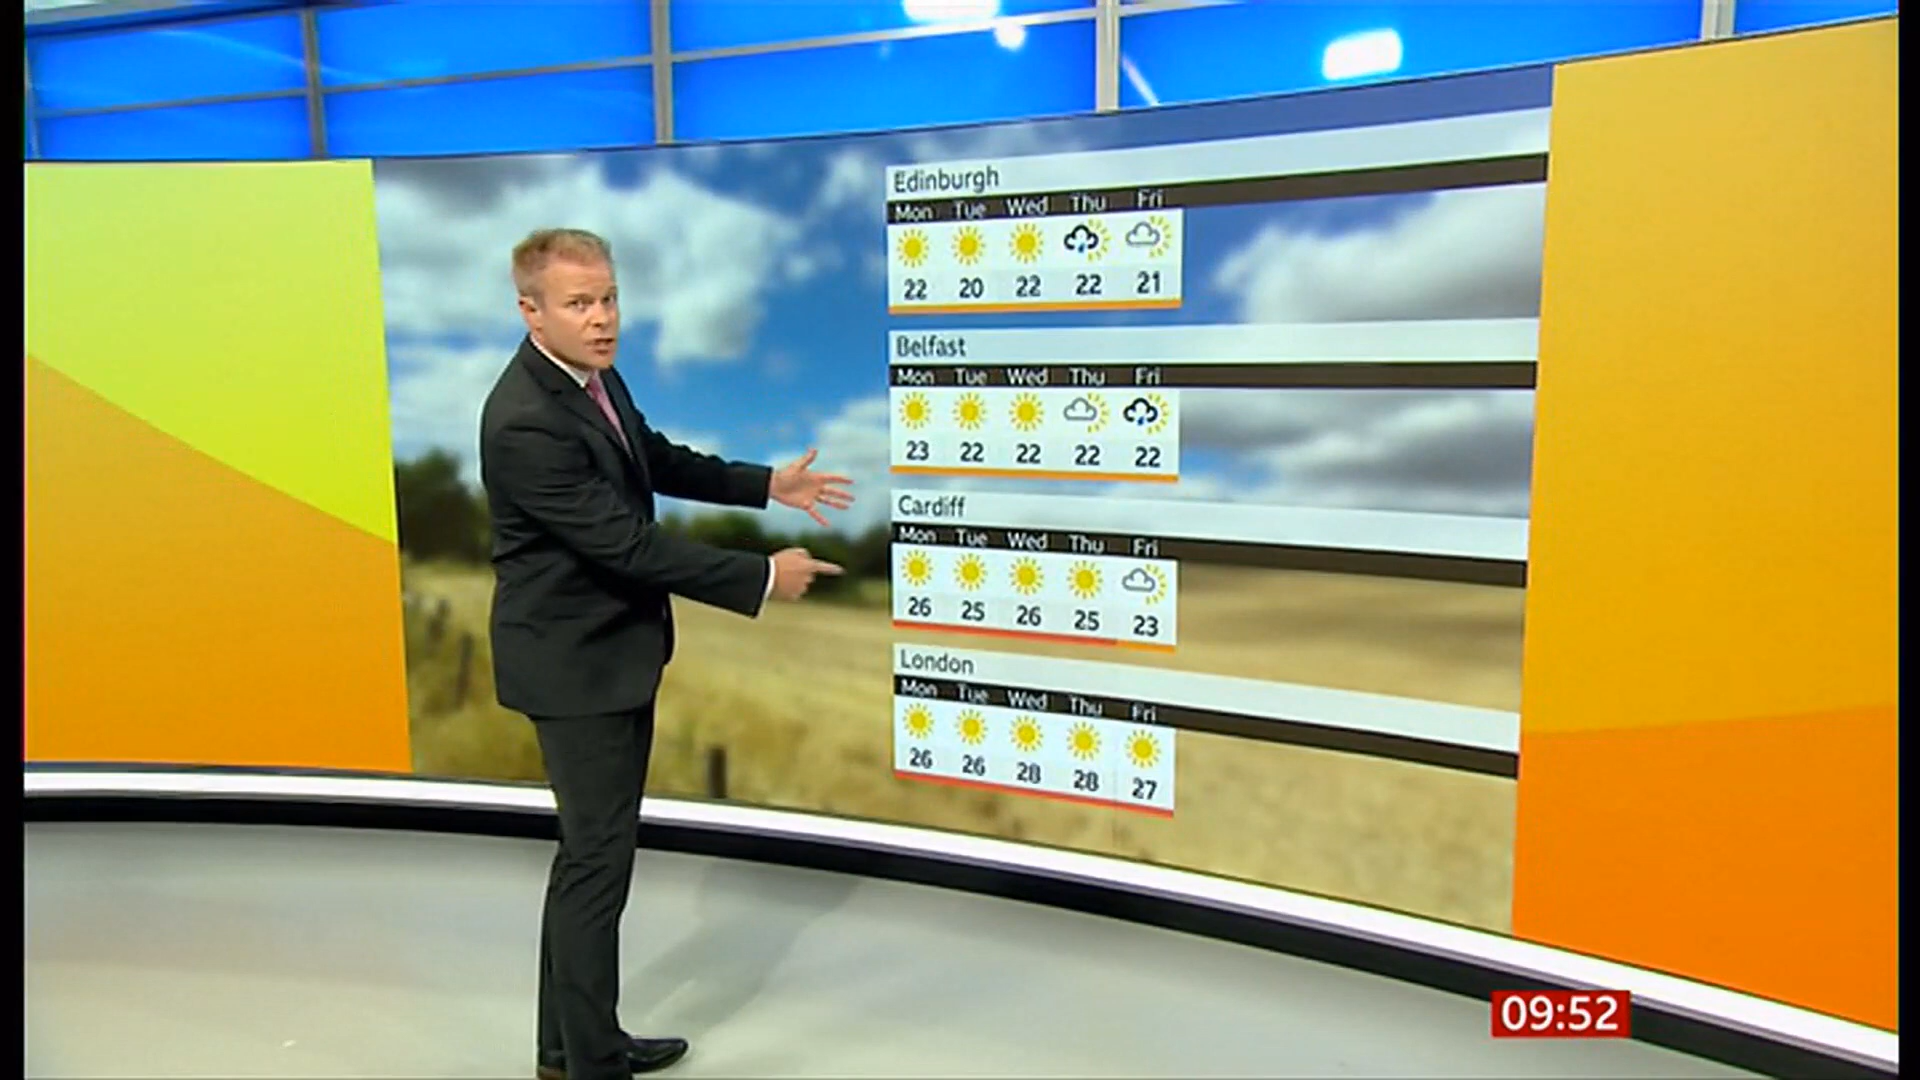 Edinburgh
Mon Tue Wed Thu Fri
22 20 22 22 21
Belfast
Mon Tue Wed Thu Fri
23 22 22 22 22
Cardiff
Mon Tue Wed Thu Fri
26 25 26 25 23
London
Mon Tue Wed Thu Fri
26 26 28 28 27
09:52